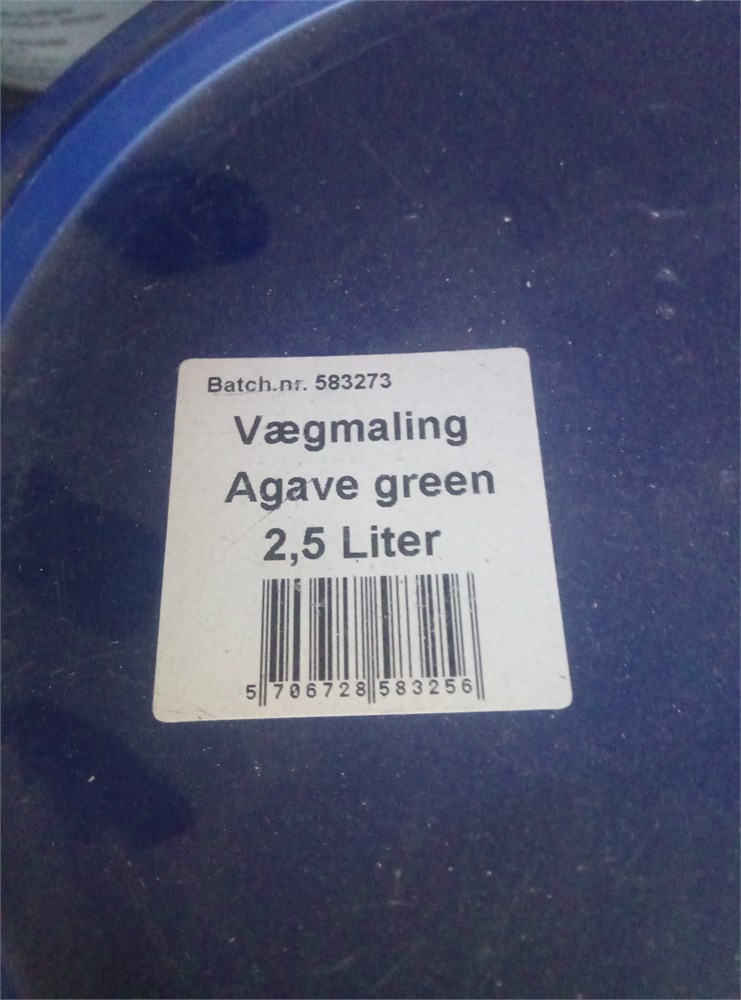 Batch.nr. 583273
Vægmaling
Agave green
2,5 Liter
5 706728 583256